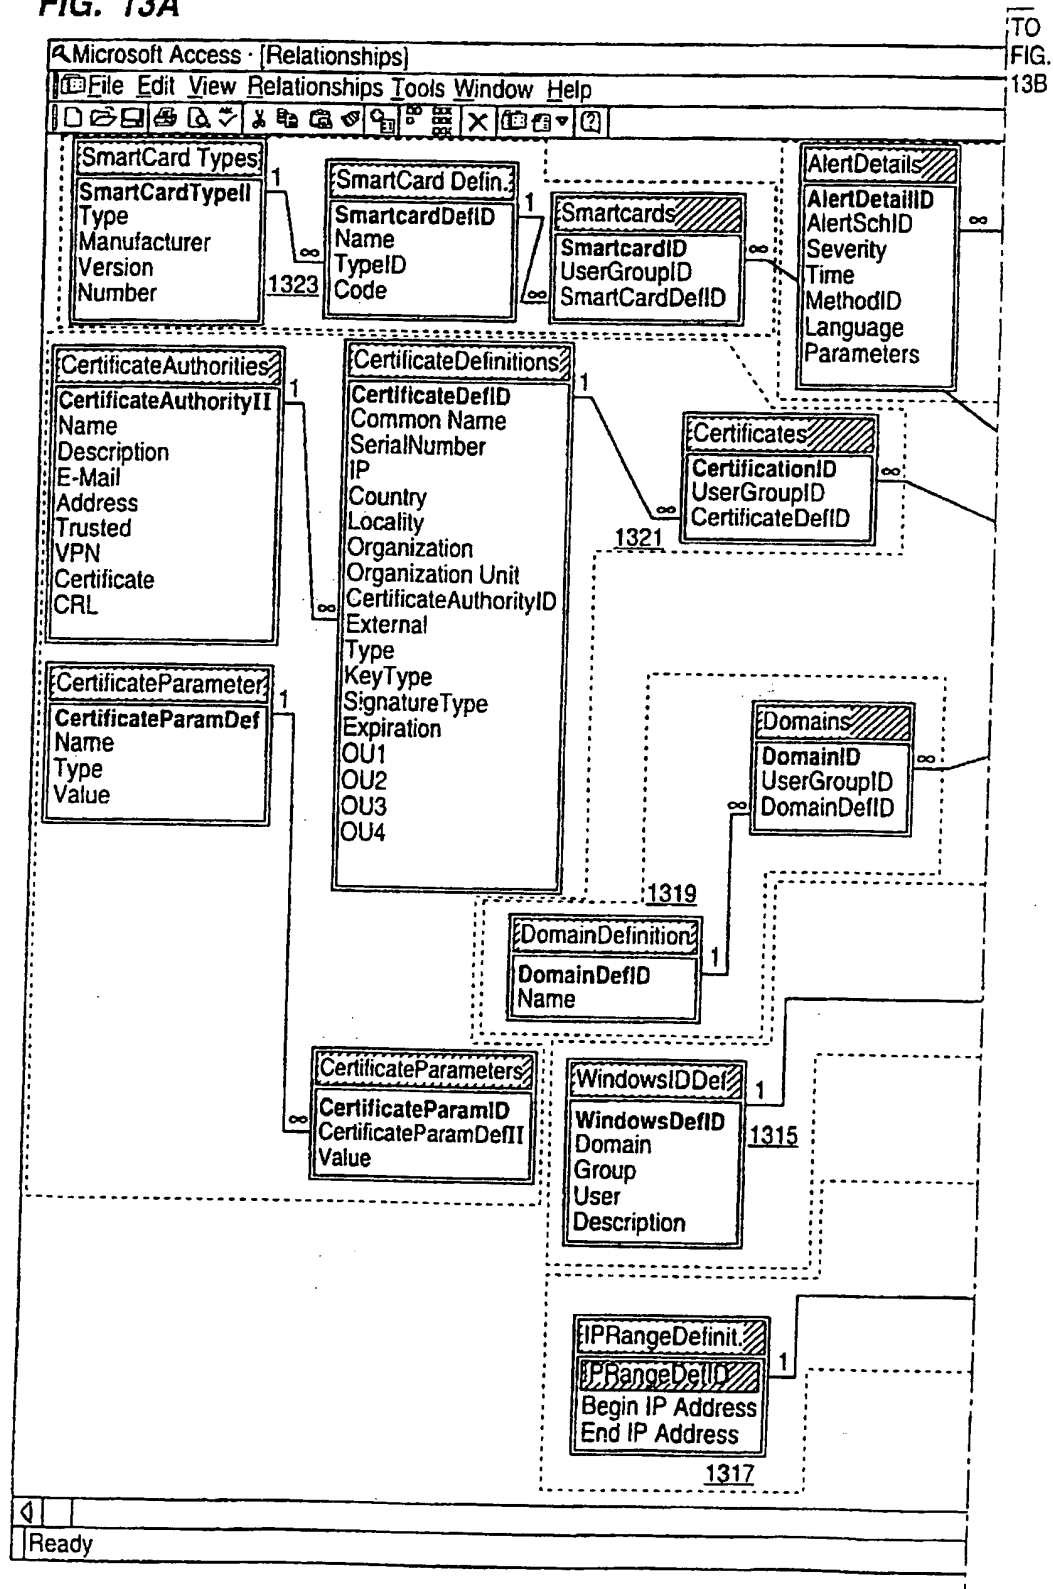 FIG. 13A
TO
FIG.
13B
Microsoft Access · [Relationships]
File Edit View Relationships Tools Window Help
SmartCard Types
SmartCardTypeII
Type
Manufacturer
Version
Number
1
∞
1323
SmartCard Defin.
SmartcardDefID
Name
TypeID
Code
1
∞
Smartcards
SmartcardID
UserGroupID
SmartCardDefID
∞
AlertDetails
AlertDetailID
AlertSchID
Severity
Time
MethodID
Language
Parameters
∞
CertificateAuthorities
CertificateAuthorityII
Name
Description
E-Mail
Address
Trusted
VPN
Certificate
CRL
1
∞
CertificateDefinitions
CertificateDefID
Common Name
SerialNumber
IP
Country
Locality
Organization
Organization Unit
CertificateAuthorityID
External
Type
KeyType
SignatureType
Expiration
OU1
OU2
OU3
OU4
1
∞
1321
Certificates
CertificationID
UserGroupID
CertificateDefID
∞
CertificateParameter
CertificateParamDef
Name
Type
Value
1
∞
Domains
DomainID
UserGroupID
DomainDefID
∞
∞
1319
DomainDefinition
DomainDefID
Name
1
CertificateParameters
CertificateParamID
CertificateParamDefII
Value
WindowsIDDef
WindowsDefID
Domain
Group
User
Description
1
1315
IPRangeDefinit.
IPRangeDefID
Begin IP Address
End IP Address
1
1317
Ready